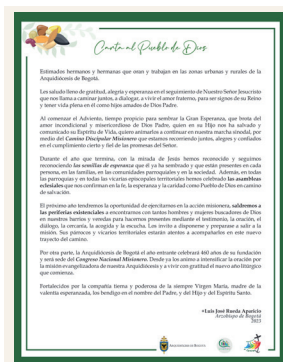 Carta al Pueblo de Dios
Estimados hermanos y hermanas que oran y trabajan en las zonas urbanas y rurales de la
Arquidiócesis de Bogotá.
Les saludo lleno de gratitud, alegría y esperanza en el seguimiento de Nuestro Señor Jesucristo
que nos llama a caminar juntos, a dialogar, a vivir el amor fraterno, para ser signos de su Reino
y tener vida plena en él como hijos amados de Dios Padre.
Al comenzar el Adviento, tiempo propicio para sembrar la Gran Esperanza, que brota del
amor incondicional y misericordioso de Dios Padre, quien en su Hijo nos ha salvado y
comunicado su Espíritu de Vida, quiero animarlos a continuar en nuestra marcha sinodal, por
medio del Camino Discipular Misionero que estamos recorriendo juntos, alegres y confiados
en el cumplimiento cierto y fiel de las promesas del Señor.
Durante el año que termina, con la mirada de Jesús hemos reconocido y seguimos
reconociendo las semillas de esperanza que él ya ha sembrado y que están presentes en cada
persona, en las familias, en las comunidades parroquiales y en la sociedad. Además, en todas
las parroquias y en todas las vicarías episcopales territoriales hemos celebrado las asambleas
eclesiales que nos confirman en la fe, la esperanza y la caridad como Pueblo de Dios en camino
de salvación.
El próximo año tendremos la oportunidad de ejercitarnos en la acción misionera, saldremos a
las periferias existenciales a encontrarnos con tantos hombres y mujeres buscadores de Dios
en nuestros barrios y veredas para hacernos presentes mediante el testimonio, la oración, el
diálogo, la cercanía, la acogida y la escucha. Los invito a disponerse y prepararse a salir a la
misión. Sus párrocos y vicarios territoriales estarán atentos a acompañarlos en este nuevo
trayecto del camino.
Por otra parte, la Arquidiócesis de Bogotá el año entrante celebrará 460 años de su fundación
y será sede del Congreso Nacional Misionero. Desde ya los animo a intensificar la oración por
la misión evangelizadora de nuestra Arquidiócesis y a vivir con gratitud el nuevo año litúrgico
que comienza.
Fortalecidos por la compañía tierna y poderosa de la siempre Virgen María, madre de la
valentía esperanzada, los bendigo en el nombre del Padre, y del Hijo y del Espíritu Santo.
+Luis José Rueda Aparicio
Arzobispo de Bogotá
2023